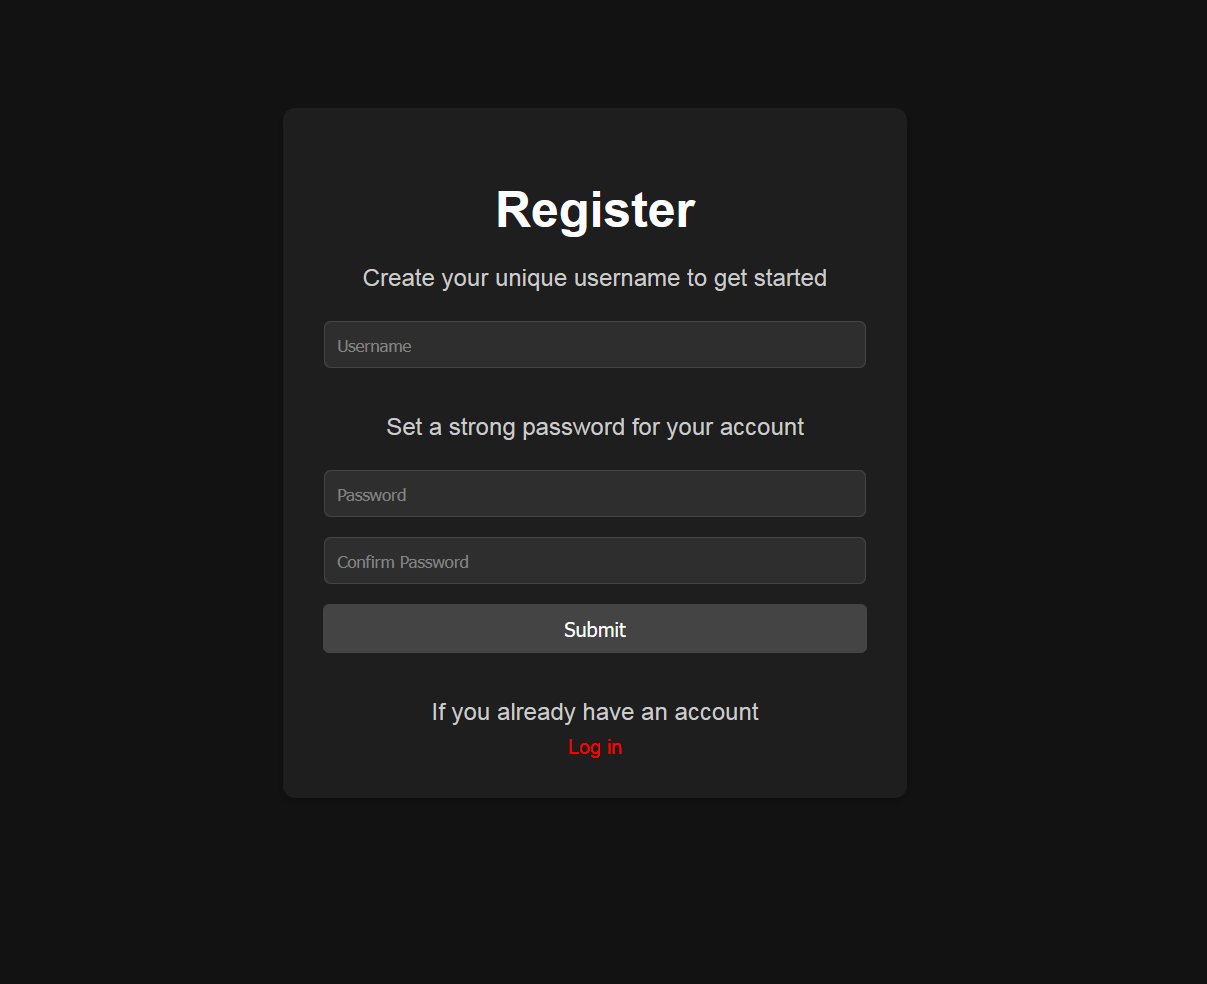 Register
Create your unique username to get started
Username
Set a strong password for your account
Password
Confirm Password
Submit
If you already have an account
Log in